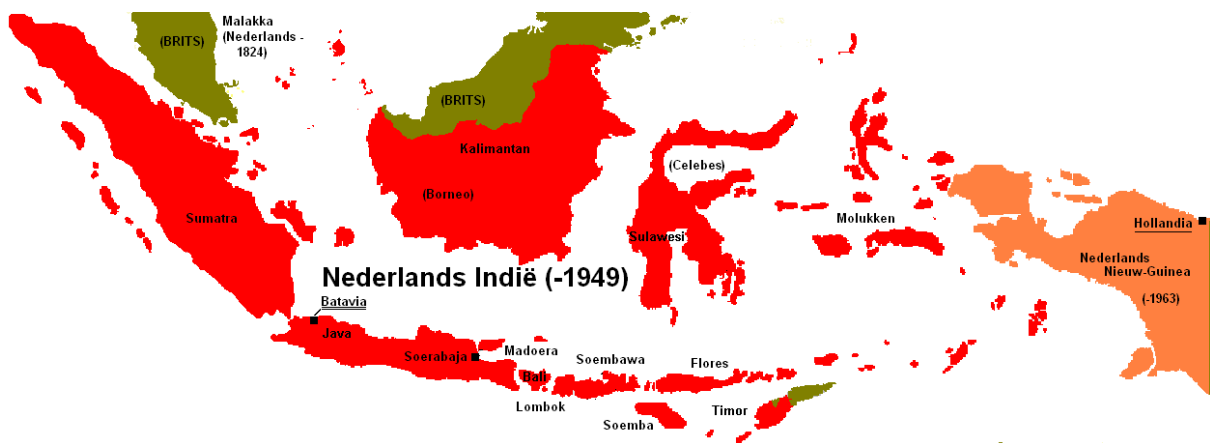 Malakka
(Nederlands -
1824)
(BRITS)
(BRITS)
Kalimantan
(Celebes)
(Borneo)
Sumatra
Molukken
Hollandia
Sulawesi
Nederlands
Nieuw-Guinea
(-1963)
Nederlands Indië (-1949)
Batavia
Java
Soerabaja
Madoera
Soembawa
Flores
Bali
Lombok
Soemba
Timor